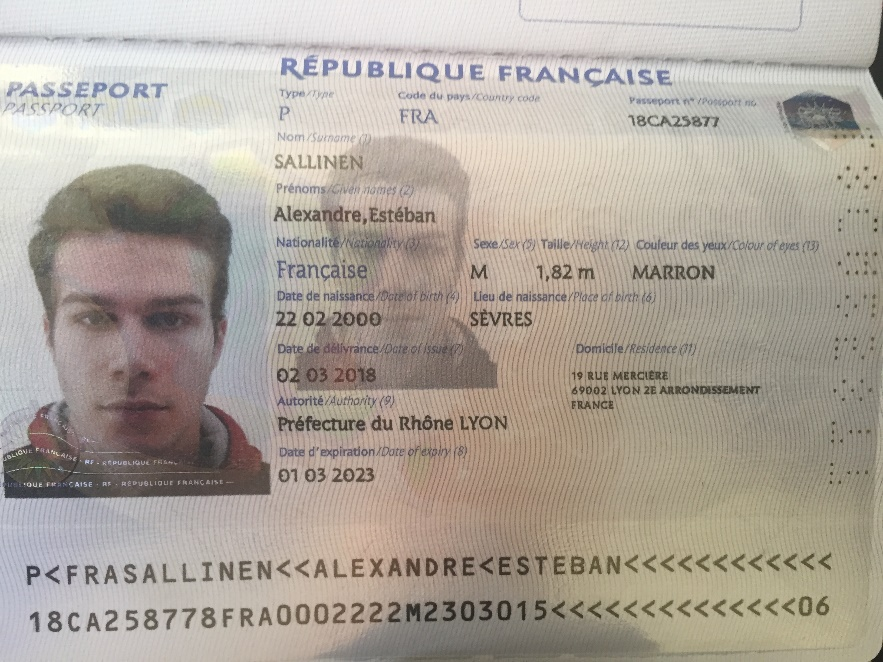 RÉPUBLIQUE FRANÇAISE
PASSEPORT
PASSPORT
Type/Type Code du pays/Country code Passeport n°/Passport no.
P FRA 18CA25877
Nom/Surname (1)
SALLINEN
Prénoms/Given names (2)
Alexandre,Estéban
Nationalité/Nationality (3) Sexe/Sex (5) Taille/Height (12) Couleur des yeux/Colour of eyes (13)
Française M 1,82 m MARRON
Date de naissance/Date of birth (4) Lieu de naissance/Place of birth (6)
22 02 2000 SÈVRES
Date de délivrance/Date of issue (7) Domicile/Residence (11)
02 03 2018 19 RUE MERCIÈRE
69002 LYON 2E ARRONDISSEMENT
FRANCE
Autorité/Authority (9)
Préfecture du Rhône LYON
Date d'expiration/Date of expiry (8)
01 03 2023
RF - RÉPUBLIQUE FRANÇAISE - RF - RÉPUBLIQUE FRANÇAISE
P<FRASALLINEN<<ALEXANDRE<ESTEBAN<<<<<<<<<<<<
18CA258778FRA0002222M2303015<<<<<<<<<<<<<<06